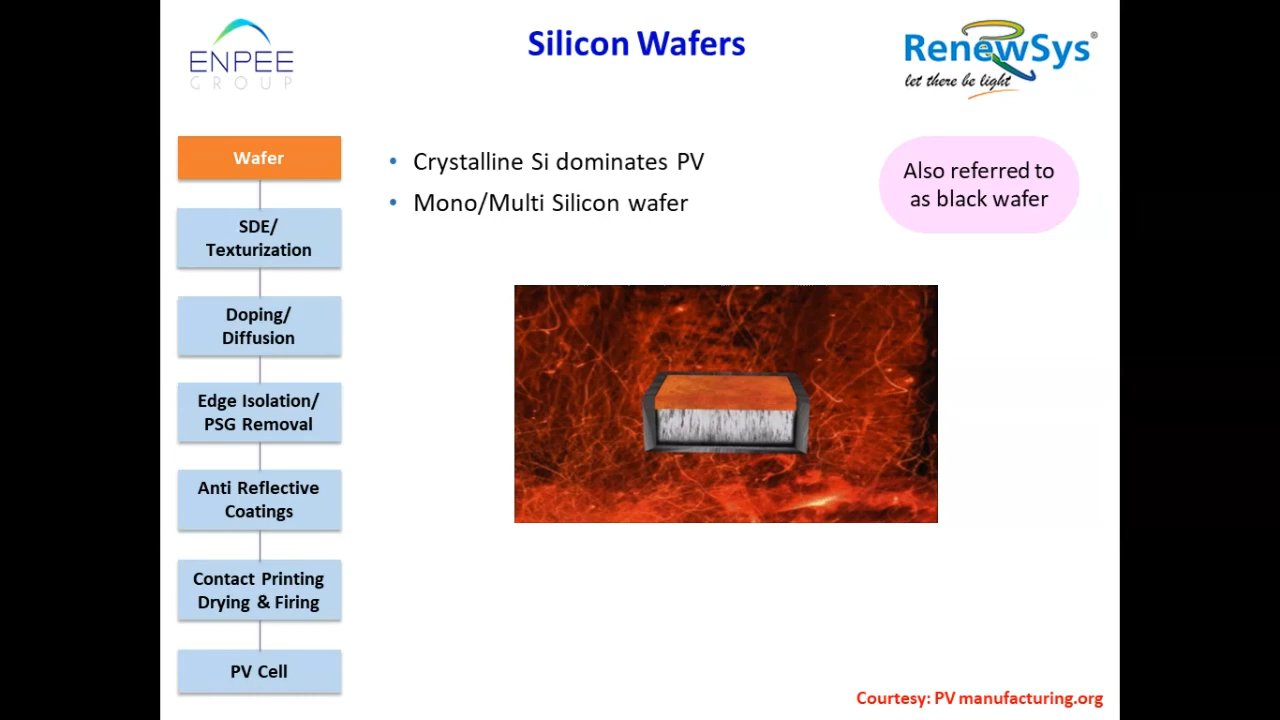 ENPEE
GROUP
Silicon Wafers
RenewSys®
let there be light
Wafer
SDE/
Texturization
Doping/
Diffusion
Edge Isolation/
PSG Removal
Anti Reflective
Coatings
Contact Printing
Drying & Firing
PV Cell
• Crystalline Si dominates PV
• Mono/Multi Silicon wafer
Also referred to
as black wafer
Courtesy: PV manufacturing.org